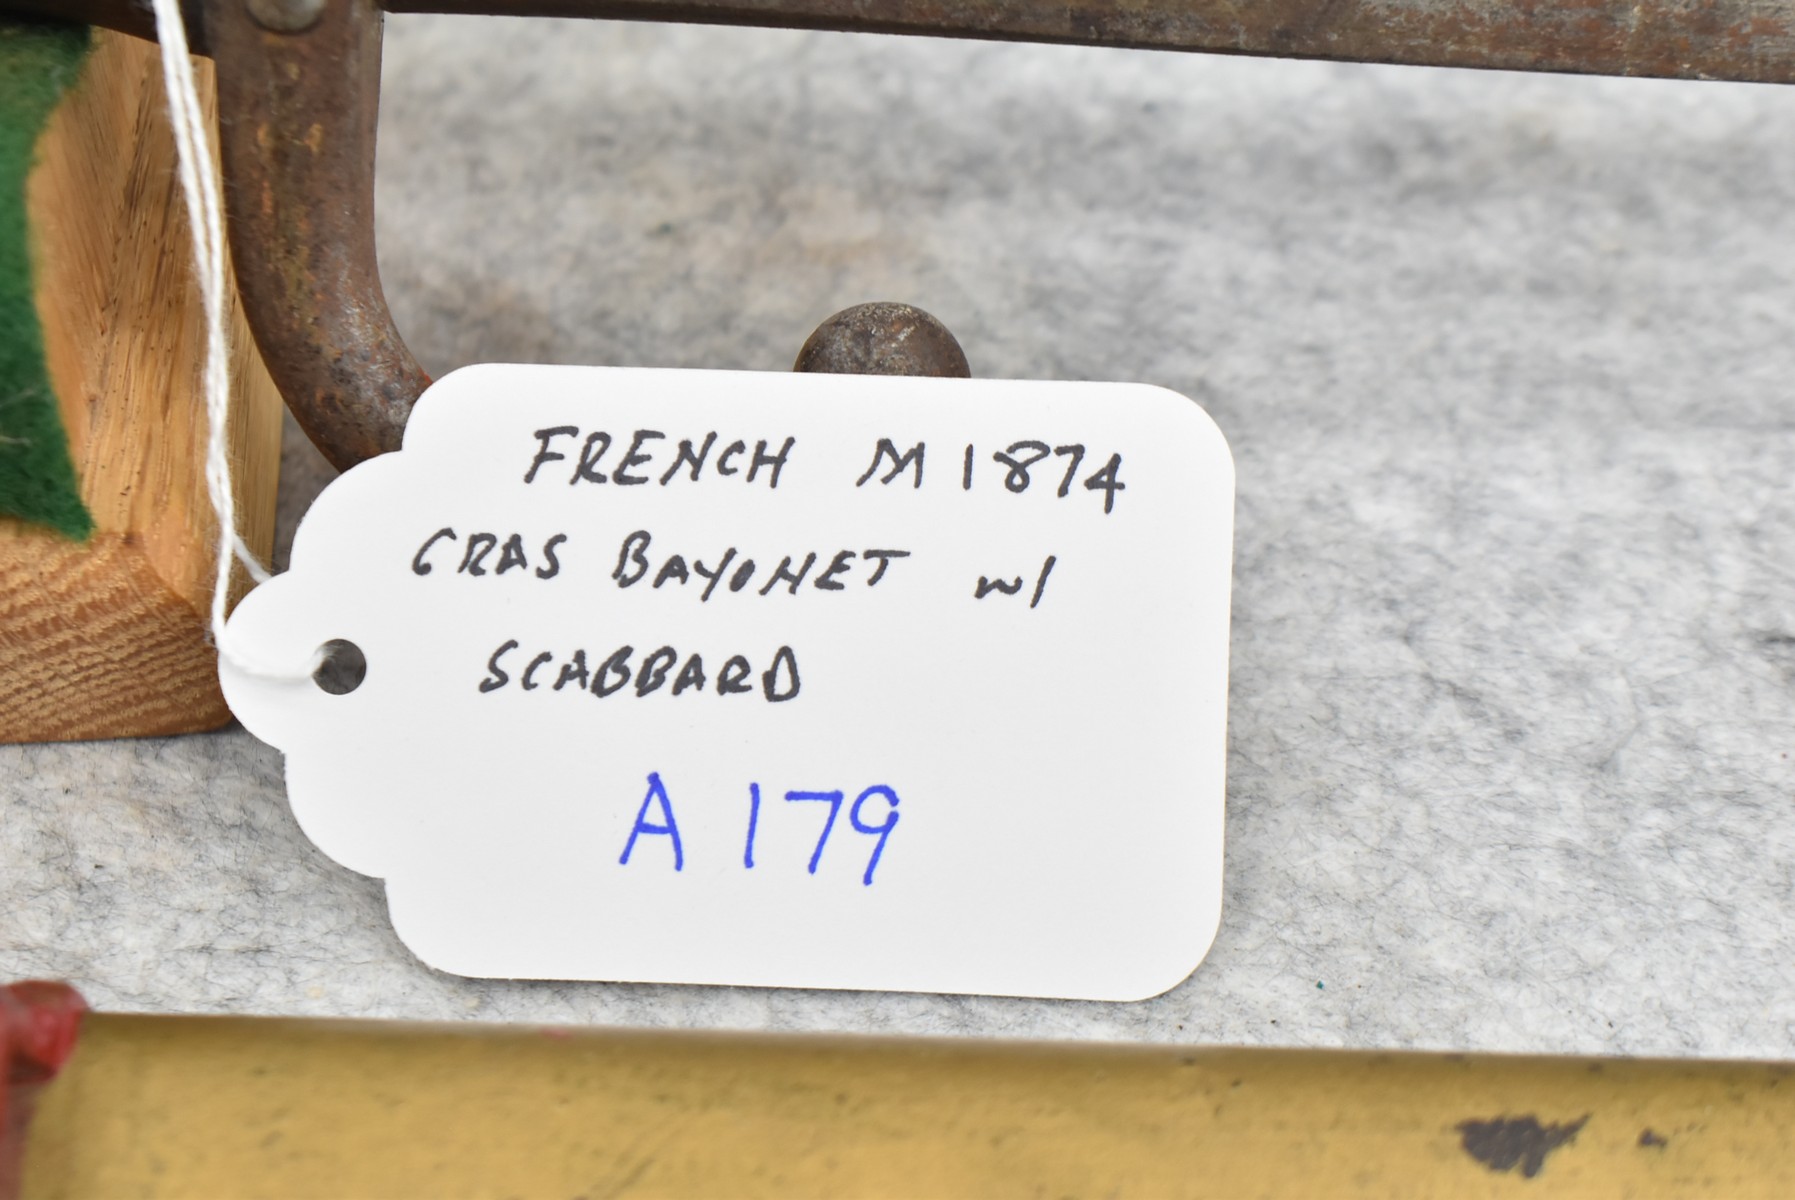 FRENCH M1874
GRAS BAYONET w/
SCABBARD
A179